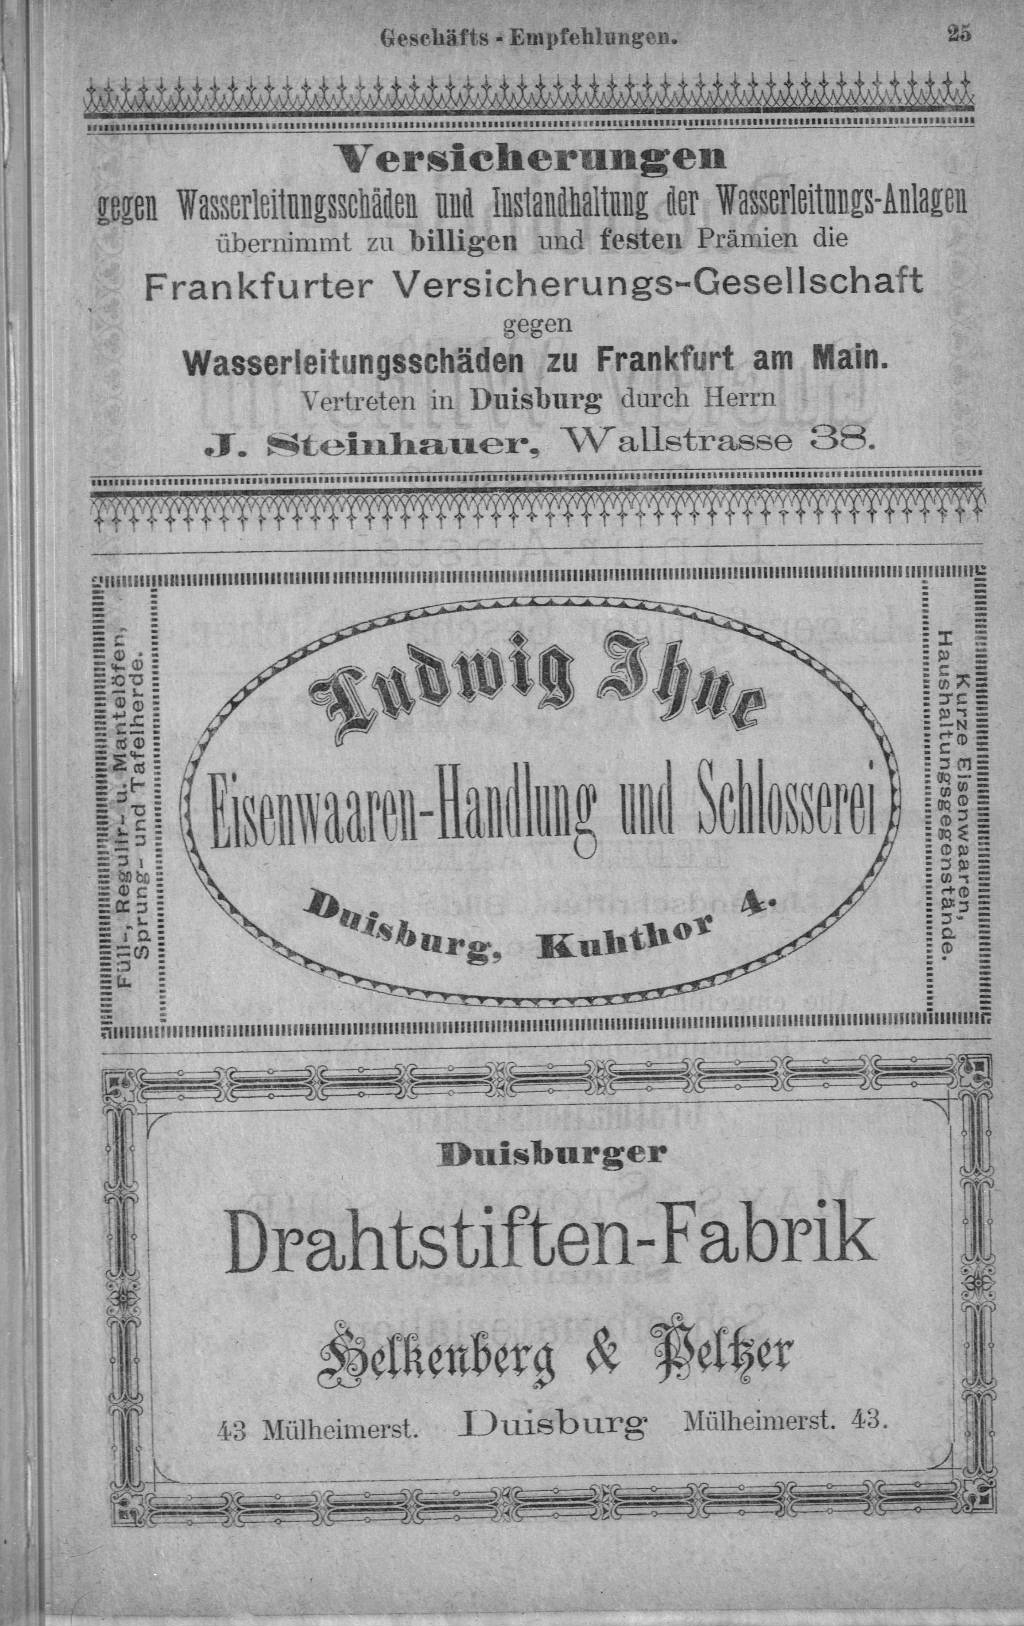 Geschäfts - Empfehlungen.
25
Versicherungen
gegen Wasserleitungsschäden und Instandhaltung der Wasserleitungs-Anlagen
übernimmt zu billigen und festen Prämien die
Frankfurter Versicherungs-Gesellschaft
gegen
Wasserleitungsschäden zu Frankfurt am Main.
Vertreten in Duisburg durch Herrn
J. Steinhauer, Wallstrasse 38.
Füll-, Regulir- u. Mantelöfen,
Sprung- und Tafelherde.
Ludwig Ihne
Eisenwaaren-Handlung und Schlosserei
Duisburg, Kuhthor 4.
Kurze Eisenwaaren,
Haushaltungsgegenstände.
Duisburger
Drahtstiften-Fabrik
Helkenberg & Peltzer
43 Mülheimerst. Duisburg Mülheimerst. 43.